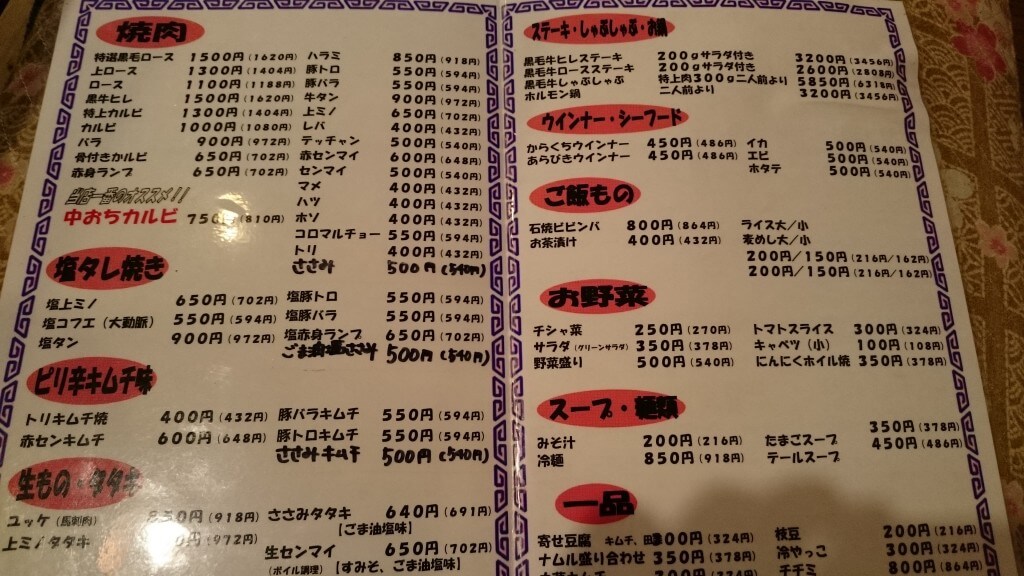 焼肉
特選黒毛ロース 1500円(1620円)
上ロース 1300円(1404円)
ロース 1100円(1188円)
黒牛ヒレ 1500円(1620円)
特上カルビ 1300円(1404円)
カルビ 1000円(1080円)
バラ 900円(972円)
骨付きカルビ 650円(702円)
赤身ランプ 650円(702円)
当店一番のオススメ!!
中おちカルビ 750円(810円)
ハラミ 850円(918円)
豚トロ 550円(594円)
豚バラ 550円(594円)
牛タン 900円(972円)
上ミノ 650円(702円)
レバ 400円(432円)
テッチャン 500円(540円)
赤センマイ 600円(648円)
センマイ 500円(540円)
マメ 400円(432円)
ハツ 400円(432円)
ホソ 400円(432円)
コロマルチョー 550円(594円)
トリ 400円(432円)
ささみ 500円(540円)
塩タレ焼き
塩上ミノ 650円(702円)
塩コフエ(大動脈) 550円(594円)
塩タン 900円(972円)
塩豚トロ 550円(594円)
塩豚バラ 550円(594円)
塩赤身ランプ 650円(702円)
ごま ささみ 500円(540円)
ピリ辛キムチ味
トリキムチ焼 400円(432円)
赤センキムチ 600円(648円)
豚バラキムチ 550円(594円)
豚トロキムチ 550円(594円)
ささみキムチ 500円(540円)
生もの・タタキ
ユッケ(馬刺肉) 850円(918円)
上ミノタタキ 円(972円)
ささみタタキ 640円(691円)
【ごま油塩味】
生センマイ 650円(702円)
(ボイル調理)【すみそ、ごま油塩味】
ステーキ・しゃぶしゃぶ・お鍋
黒毛牛ヒレステーキ 200gサラダ付き 3200円(3456円)
黒毛牛ロースステーキ 200gサラダ付き 2600円(2808円)
黒毛牛しゃぶしゃぶ 特上肉300g二人前より 5850円(6318円)
ホルモン鍋 二人前より 3200円(3456円)
ウインナー・シーフード
からくちウインナー 450円(486円)
あらびきウインナー 450円(486円)
イカ 500円(540円)
エビ 500円(540円)
ホタテ 500円(540円)
ご飯もの
石焼ビビンバ 800円(864円)
お茶漬け 400円(432円)
ライス大/小
麦めし大/小
200円/150円(216円/162円)
200円/150円(216円/162円)
お野菜
チシャ菜 250円(270円)
サラダ(グリーンサラダ) 350円(378円)
野菜盛り 500円(540円)
トマトスライス 300円(324円)
キャベツ(小) 100円(108円)
にんにくホイル焼 350円(378円)
スープ・麺類
みそ汁 200円(216円)
冷麺 850円(918円)
350円(378円)
たまごスープ 450円(486円)
テールスープ
一品
寄せ豆腐 キムチ、 300円(324円)
ナムル盛り合わせ 350円(378円)
300円(324円)
枝豆 200円(216円)
冷やっこ 300円(324円)
チヂミ 800円(864円)